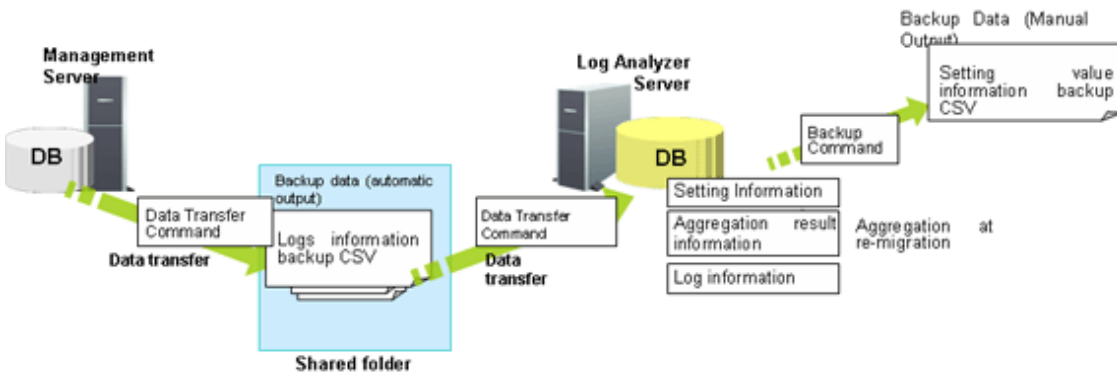 Management
Server
DB
Data Transfer
Command
Data transfer
Backup data (automatic
output)
Logs information
backup CSV
Shared folder
Data Transfer
Command
Data
transfer
Log Analyzer
Server
DB
Setting Information
Aggregation result
information
Log information
Aggregation at
re-migration
Backup
Command
Backup Data (Manual
Output)
Setting value
information backup
CSV